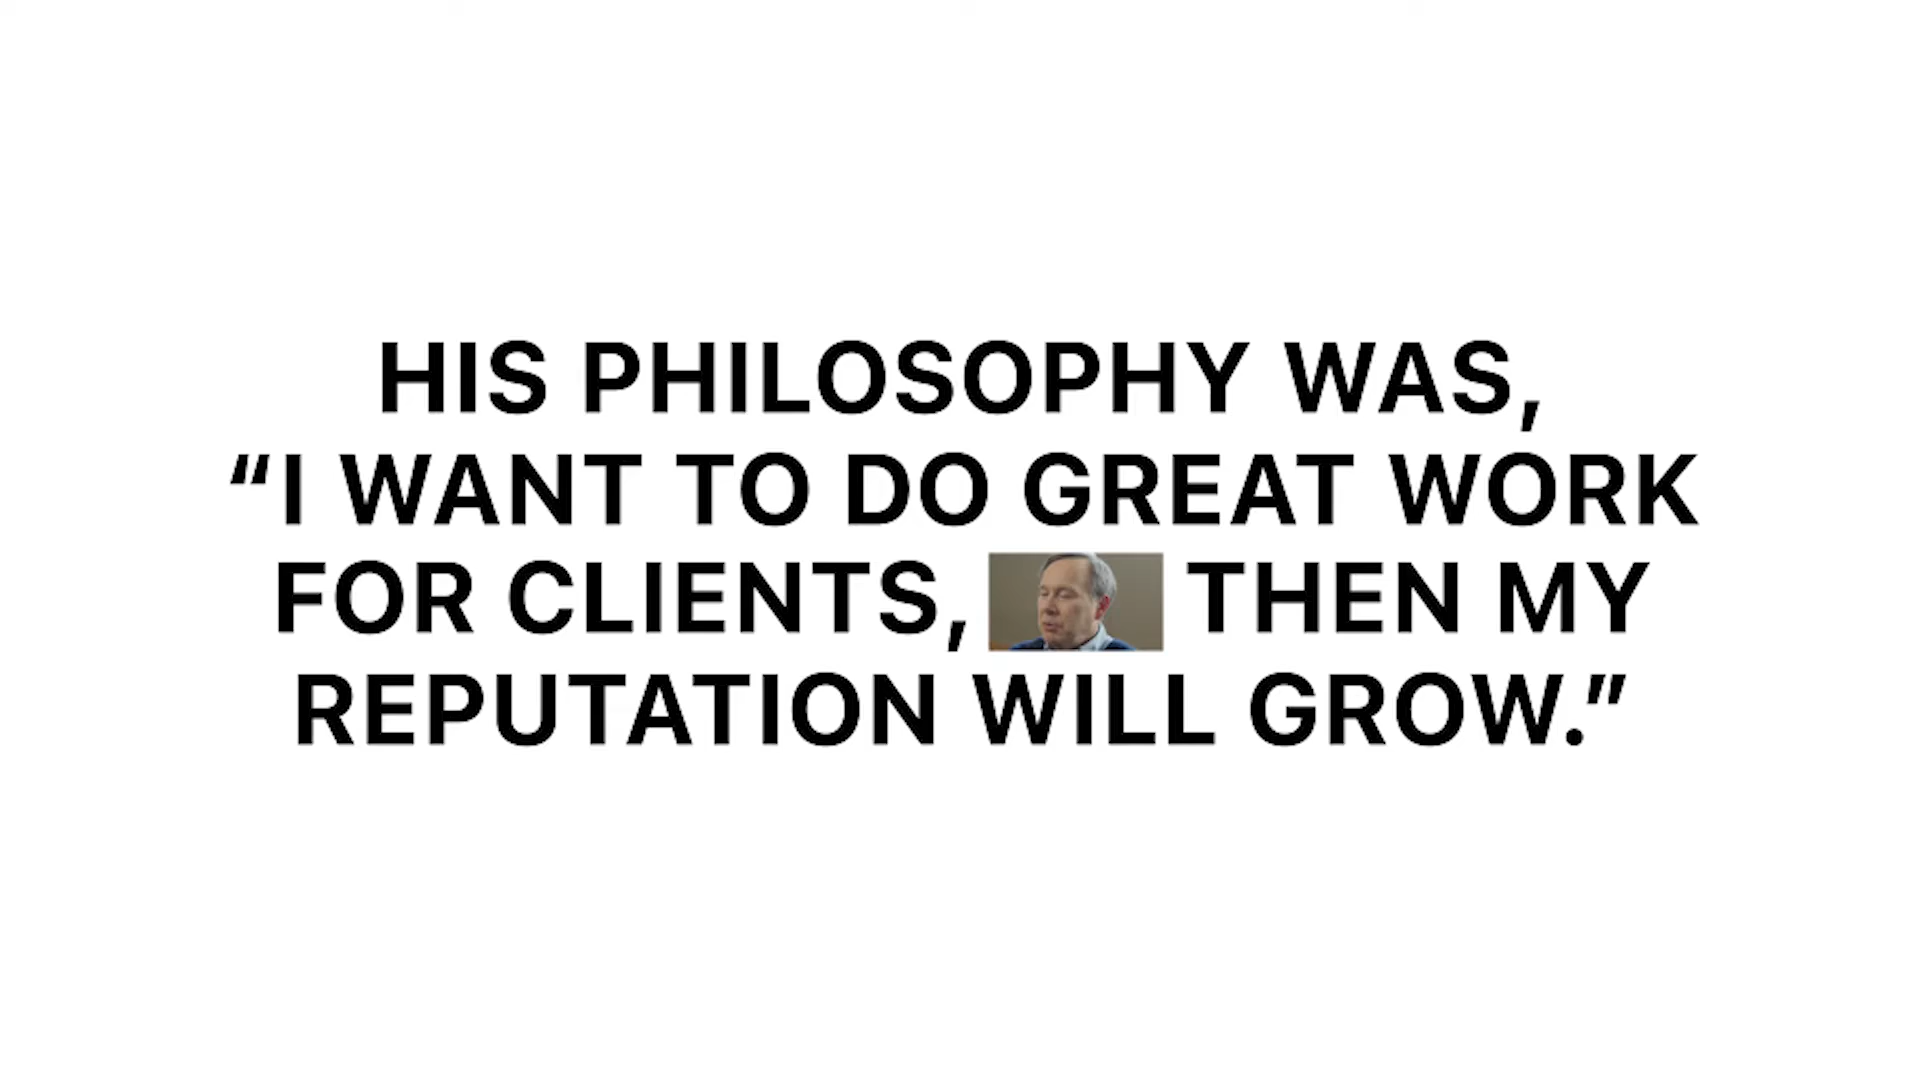 HIS PHILOSOPHY WAS,
“I WANT TO DO GREAT WORK
FOR CLIENTS, THEN MY
REPUTATION WILL GROW.”